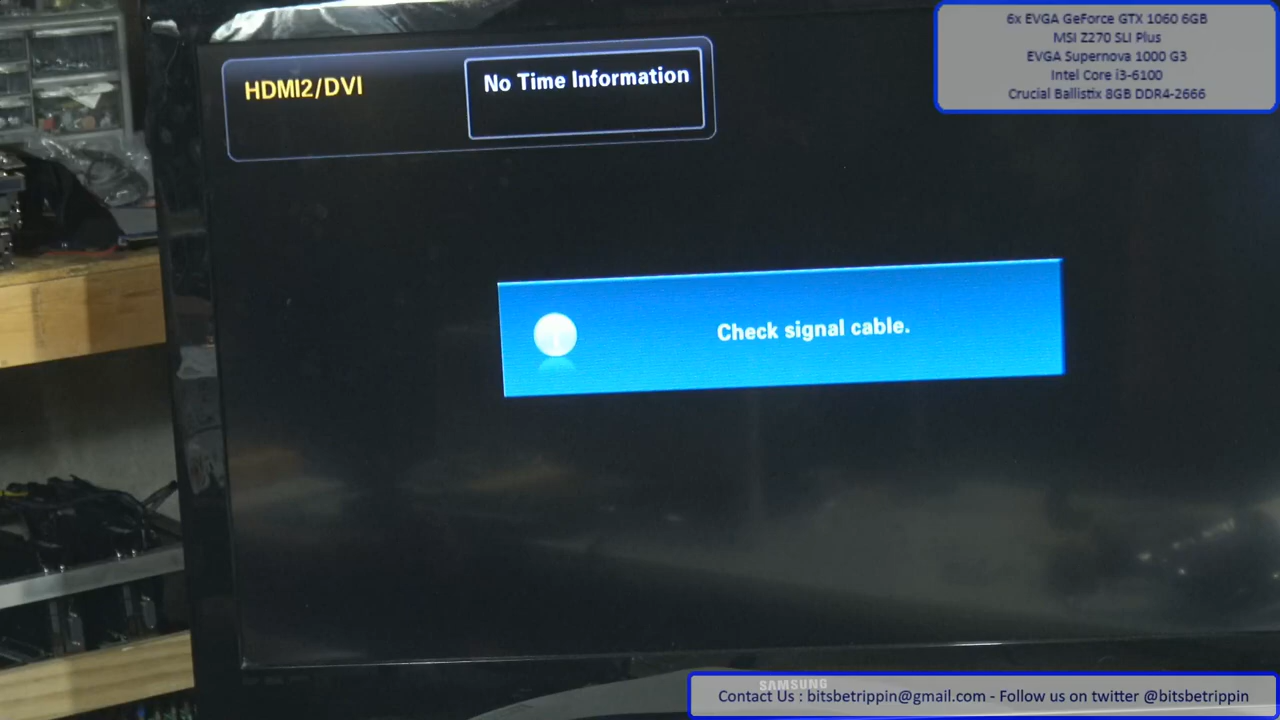 6x EVGA GeForce GTX 1060 6GB
MSI Z270 SLI Plus
EVGA Supernova 1000 G3
Intel Core i3-6100
Crucial Ballistix 8GB DDR4-2666
HDMI2/DVI
No Time Information
Check signal cable.
SAMSUNG
Contact Us : bitsbetrippin@gmail.com - Follow us on twitter @bitsbetrippin